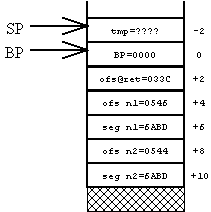 SP tmp=???? -2
BP BP=0000 0
ofs@ret=033C +2
ofs n1=0546 +4
seg n1=6ABD +6
ofs n2=0544 +8
seg n2=6ABD +10